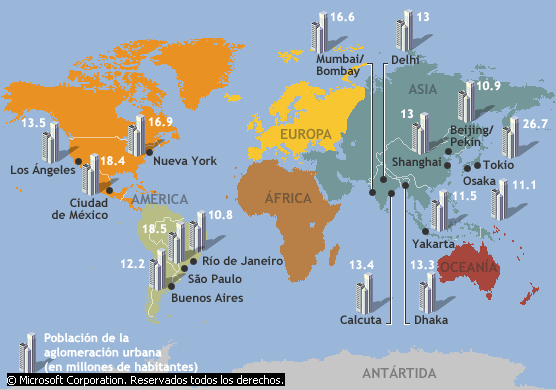 16.6
13
Mumbai/
Bombay
Delhi
ASIA
10.9
13.5
16.9
EUROPA
13
26.7
Beijing/
Pekín
Los Ángeles
18.4
Nueva York
Shanghai
Tokio
Osaka
Ciudad
de México
AMÉRICA
ÁFRICA
11.5
11.1
18.5
10.8
Yakarta
12.2
Río de Janeiro
13.4
13.3
OCEANÍA
São Paulo
Buenos Aires
Calcuta
Dhaka
Población de la
aglomeración urbana
(en millones de habitantes)
ANTÁRTIDA
© Microsoft Corporation. Reservados todos los derechos.